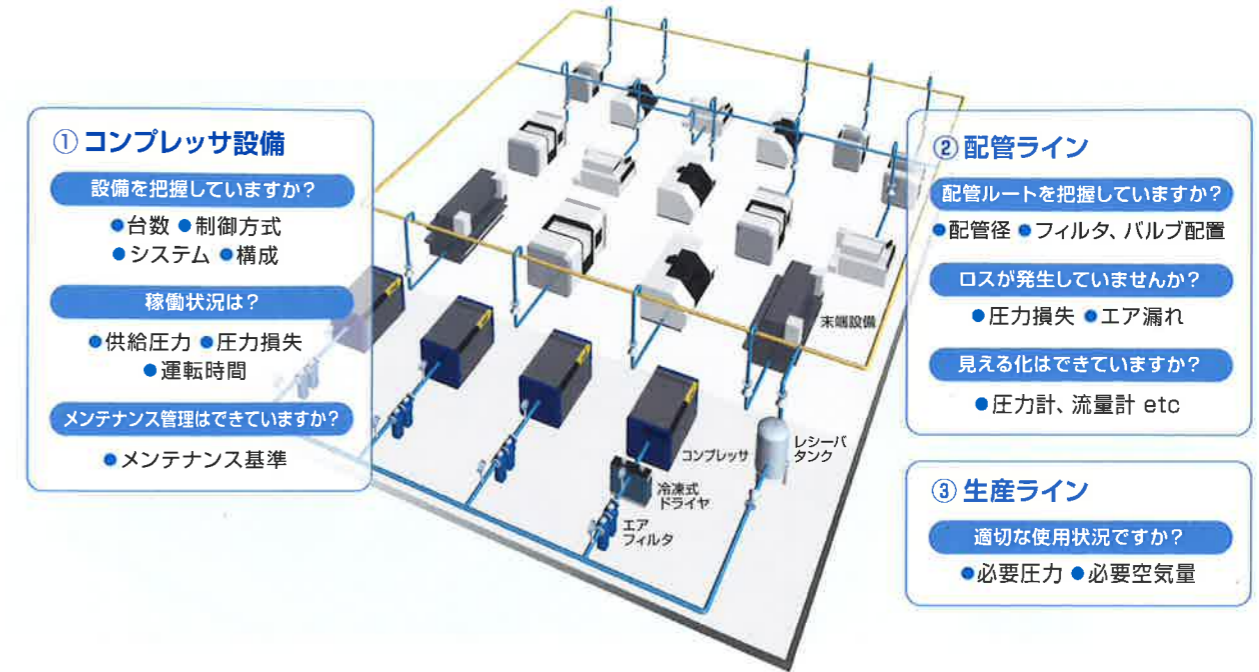 ① コンプレッサ設備
設備を把握していますか?
●台数 ●制御方式
●システム ●構成
稼働状況は?
●供給圧力 ●圧力損失
●運転時間
メンテナンス管理はできていますか?
●メンテナンス基準
末端設備
コンプレッサ
レシーバ
タンク
冷凍式
ドライヤ
エア
フィルタ
② 配管ライン
配管ルートを把握していますか?
●配管径 ●フィルタ、バルブ配置
ロスが発生していませんか?
●圧力損失 ●エア漏れ
見える化はできていますか?
●圧力計、流量計 etc
③ 生産ライン
適切な使用状況ですか?
●必要圧力 ●必要空気量